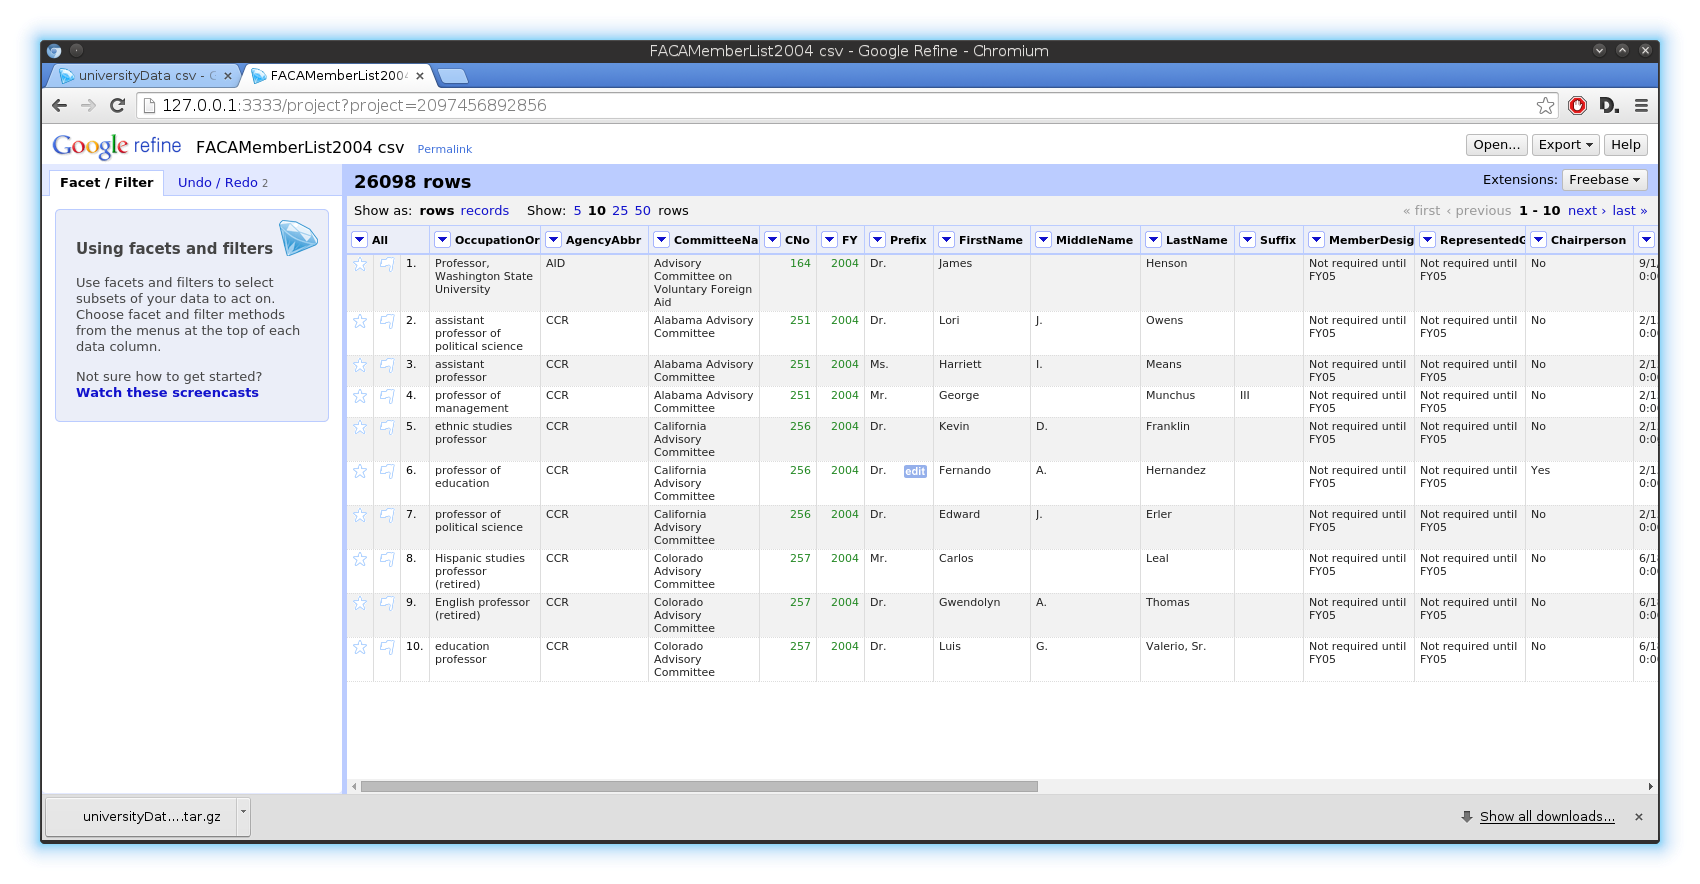 FACAMemberList2004 csv - Google Refine - Chromium
universityData csv - G
FACAMemberList2004
127.0.0.1:3333/project?project=2097456892856
D.
Google refine FACAMemberList2004 csv Permalink
Open... Export Help
Facet / Filter Undo / Redo 2
26098 rows
Extensions: Freebase
Show as: rows records Show: 5 10 25 50 rows
« first ‹ previous 1 - 10 next › last »
Using facets and filters
Use facets and filters to select
subsets of your data to act on.
Choose facet and filter methods
from the menus at the top of each
data column.
Not sure how to get started?
Watch these screencasts
All OccupationOr AgencyAbbr CommitteeNa CNo FY Prefix FirstName MiddleName LastName Suffix MemberDesig RepresentedG Chairperson
1. Professor, AID Advisory 164 2004 Dr. James Henson Not required until Not required until No 9/1/
Washington State Committee on FY05 FY05 0:0
University Voluntary Foreign
Aid
2. assistant CCR Alabama Advisory 251 2004 Dr. Lori J. Owens Not required until Not required until No 2/1
professor of Committee FY05 FY05 0:0
political science
3. assistant CCR Alabama Advisory 251 2004 Ms. Harriett I. Means Not required until Not required until No 2/1
professor Committee FY05 FY05 0:0
4. professor of CCR Alabama Advisory 251 2004 Mr. George Munchus III Not required until Not required until No 2/1
management Committee FY05 FY05 0:0
5. ethnic studies CCR California 256 2004 Dr. Kevin D. Franklin Not required until Not required until No 2/1
professor Advisory FY05 FY05 0:0
Committee
6. professor of CCR California 256 2004 Dr. edit Fernando A. Hernandez Not required until Not required until Yes 2/1
education Advisory FY05 FY05 0:0
Committee
7. professor of CCR California 256 2004 Dr. Edward J. Erler Not required until Not required until No 2/1
political science Advisory FY05 FY05 0:0
Committee
8. Hispanic studies CCR Colorado 257 2004 Mr. Carlos Leal Not required until Not required until No 6/1
professor Advisory FY05 FY05 0:0
(retired) Committee
9. English professor CCR Colorado 257 2004 Dr. Gwendolyn A. Thomas Not required until Not required until No 6/1
(retired) Advisory FY05 FY05 0:0
Committee
10. education CCR Colorado 257 2004 Dr. Luis G. Valerio, Sr. Not required until Not required until No 6/1
professor Advisory FY05 FY05 0:0
Committee
universityDat....tar.gz
Show all downloads...